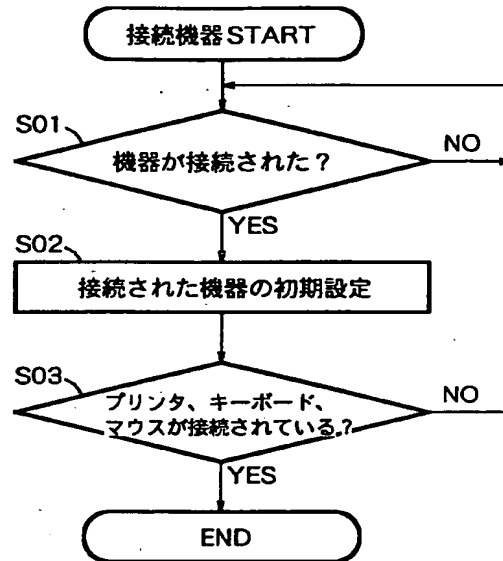 接続機器START
S01
機器が接続された?
NO
YES
S02
接続された機器の初期設定
S03
プリンタ、キーボード、
マウスが接続されている?
NO
YES
END